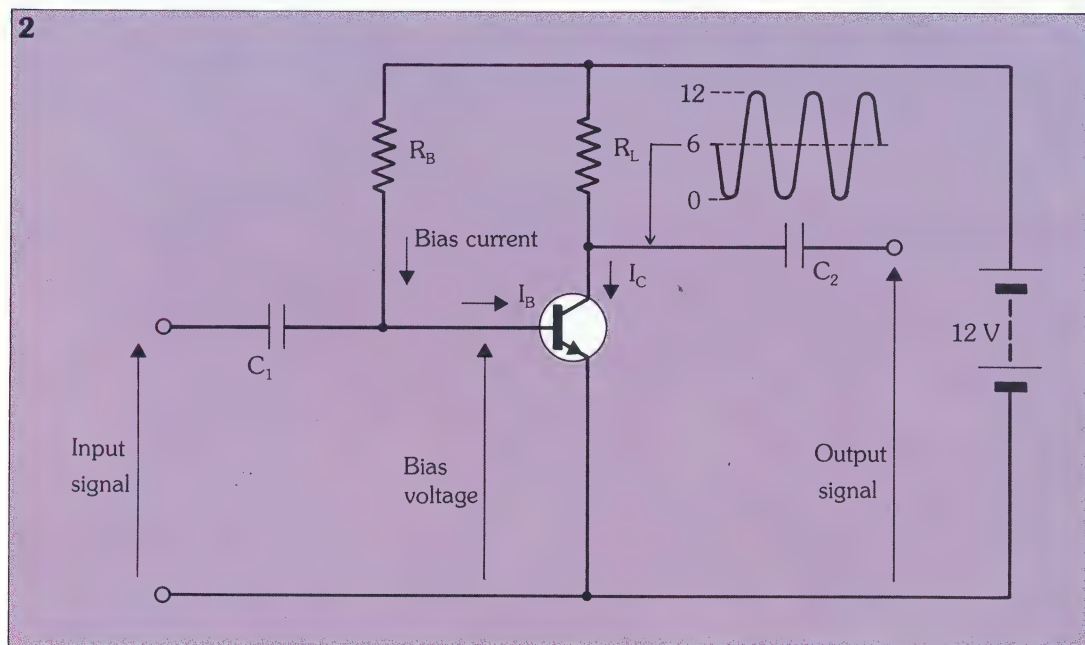 2
R_B
R_L
12
6
0
Bias current
I_B
I_C
C_1
C_2
12 V
Input
signal
Bias
voltage
Output
signal